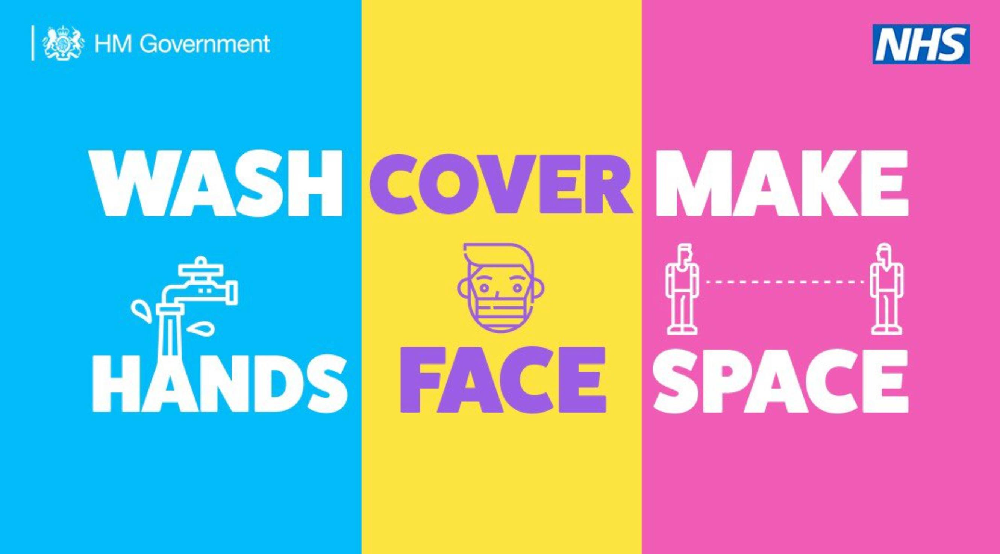 HM Government
NHS
WASH
HANDS
COVER
FACE
MAKE
SPACE